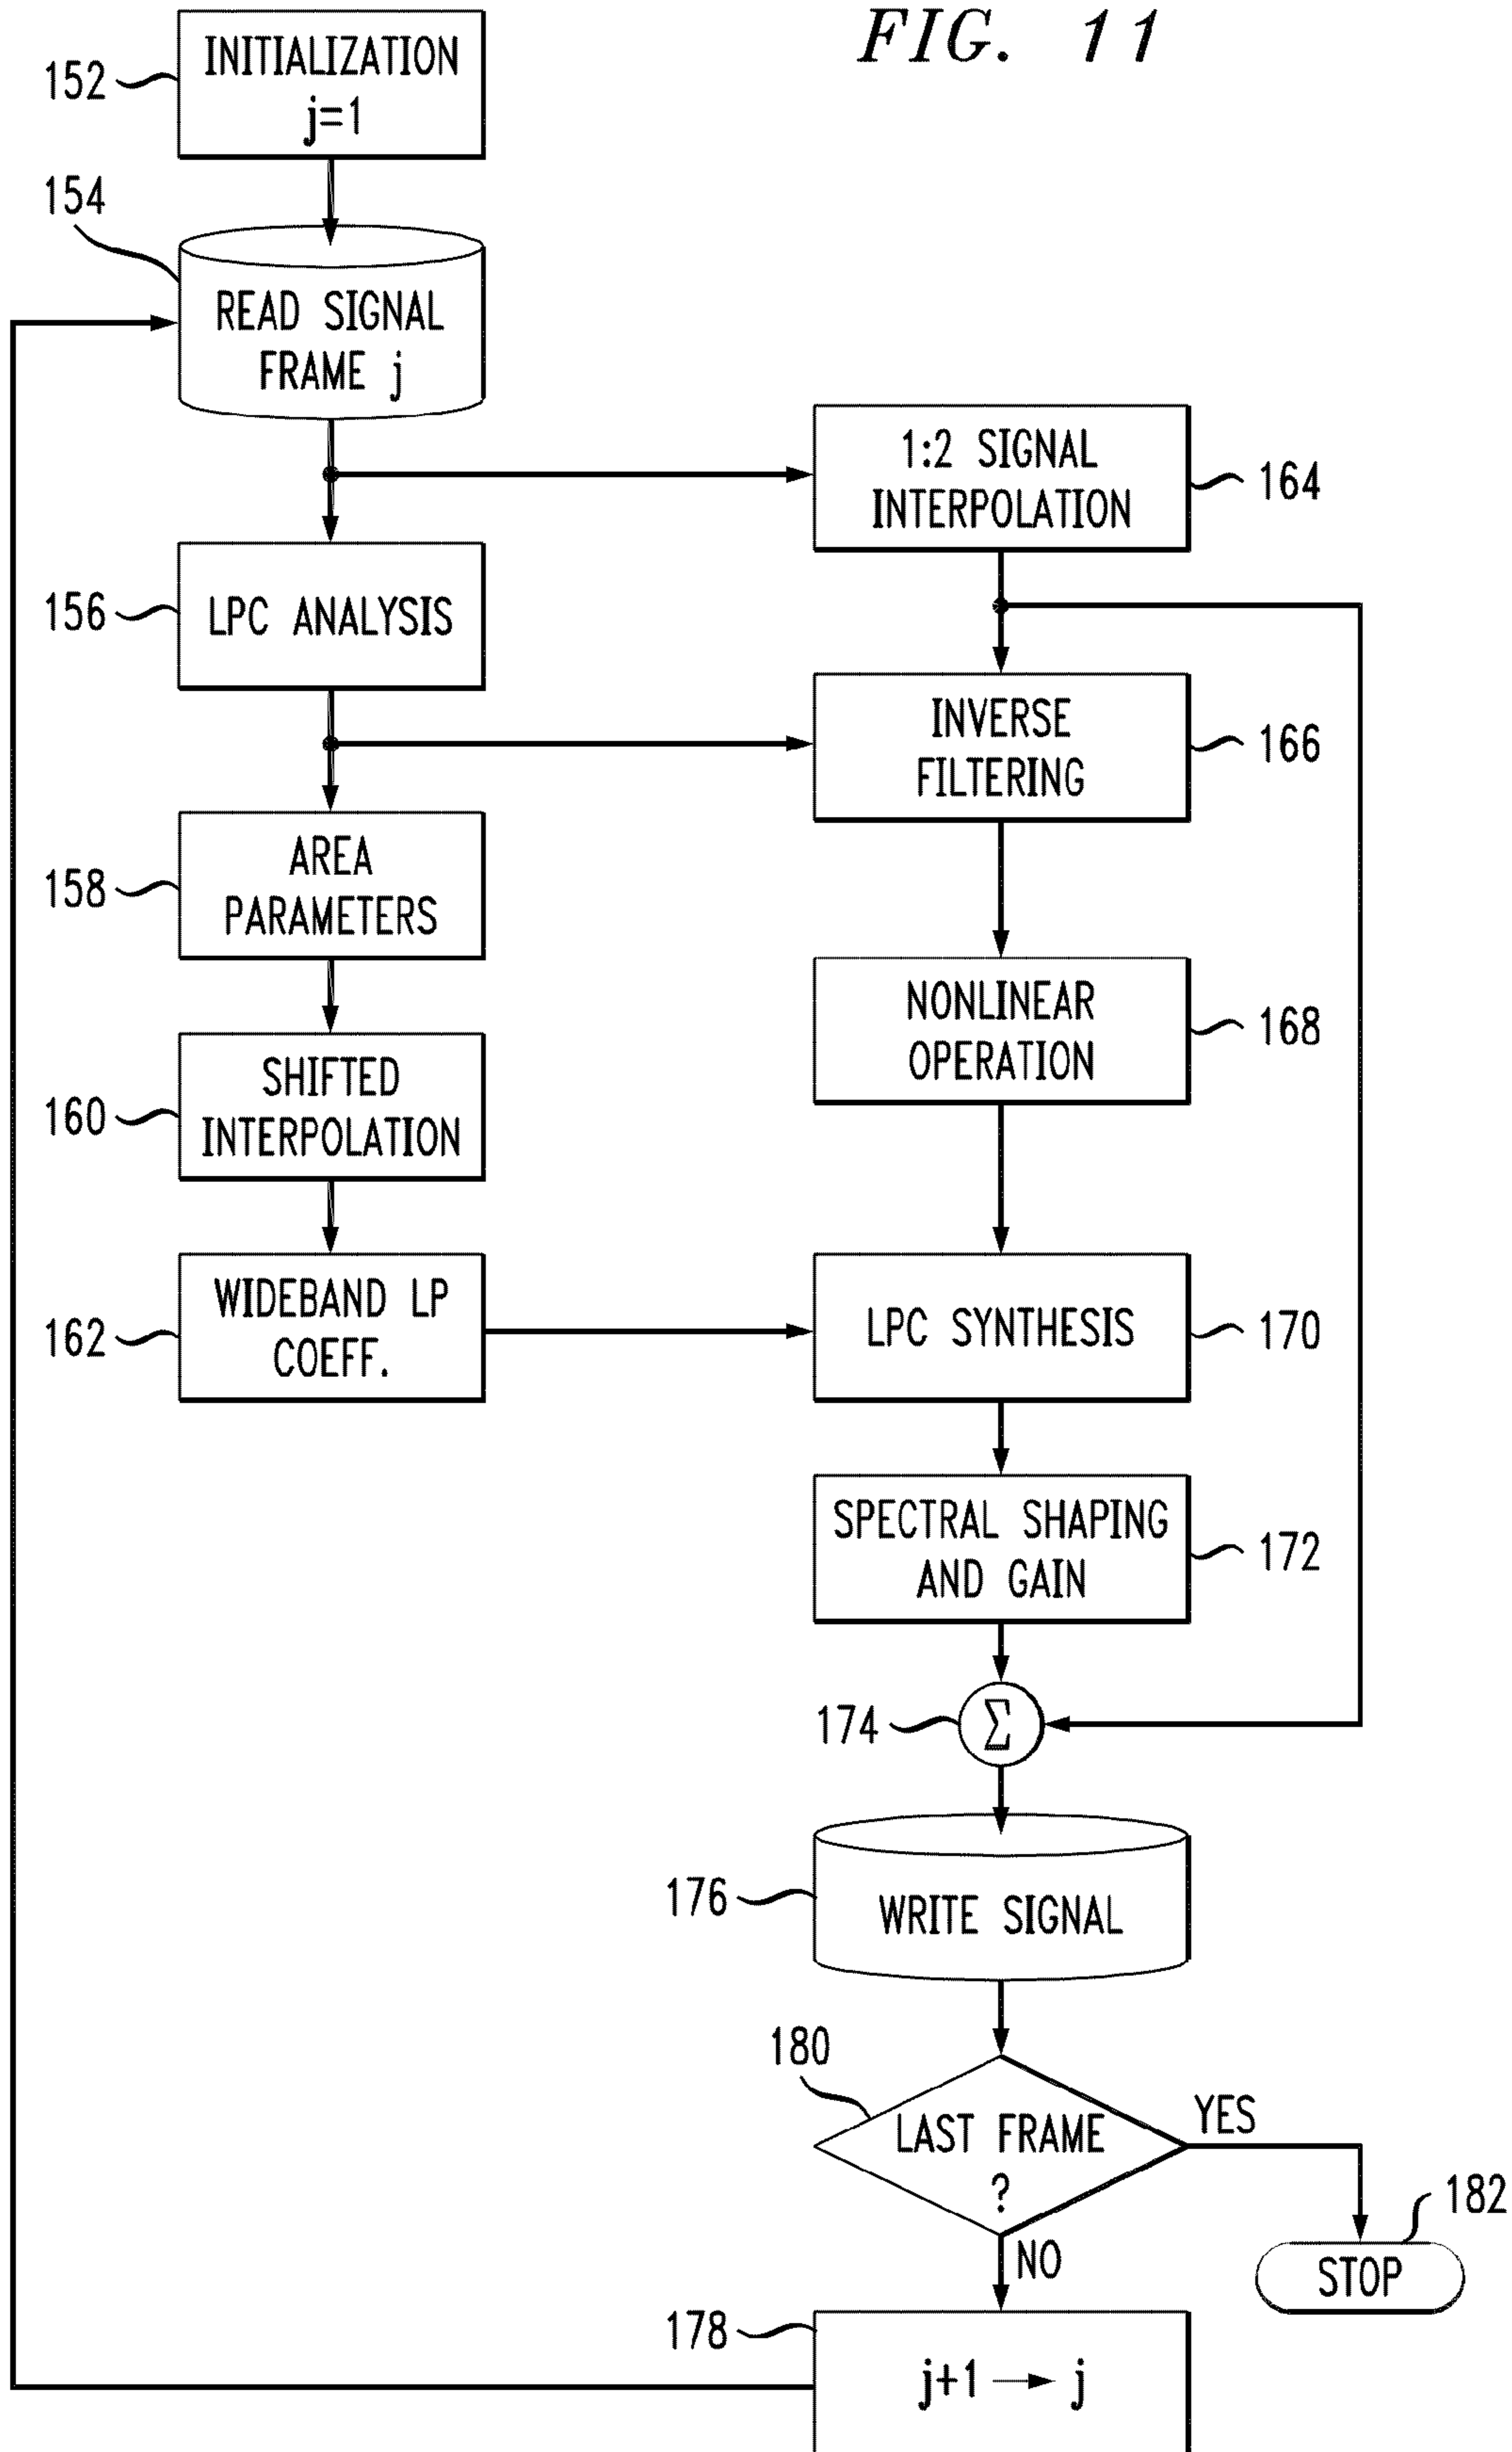 FIG. 11
152
INITIALIZATION
j=1
154
READ SIGNAL
FRAME j
1:2 SIGNAL
INTERPOLATION
164
156
LPC ANALYSIS
INVERSE
FILTERING
166
158
AREA
PARAMETERS
NONLINEAR
OPERATION
168
160
SHIFTED
INTERPOLATION
162
WIDEBAND LP
COEFF.
LPC SYNTHESIS
170
SPECTRAL SHAPING
AND GAIN
172
174
Σ
176
WRITE SIGNAL
180
LAST FRAME
?
YES
182
STOP
NO
178
j+1 → j